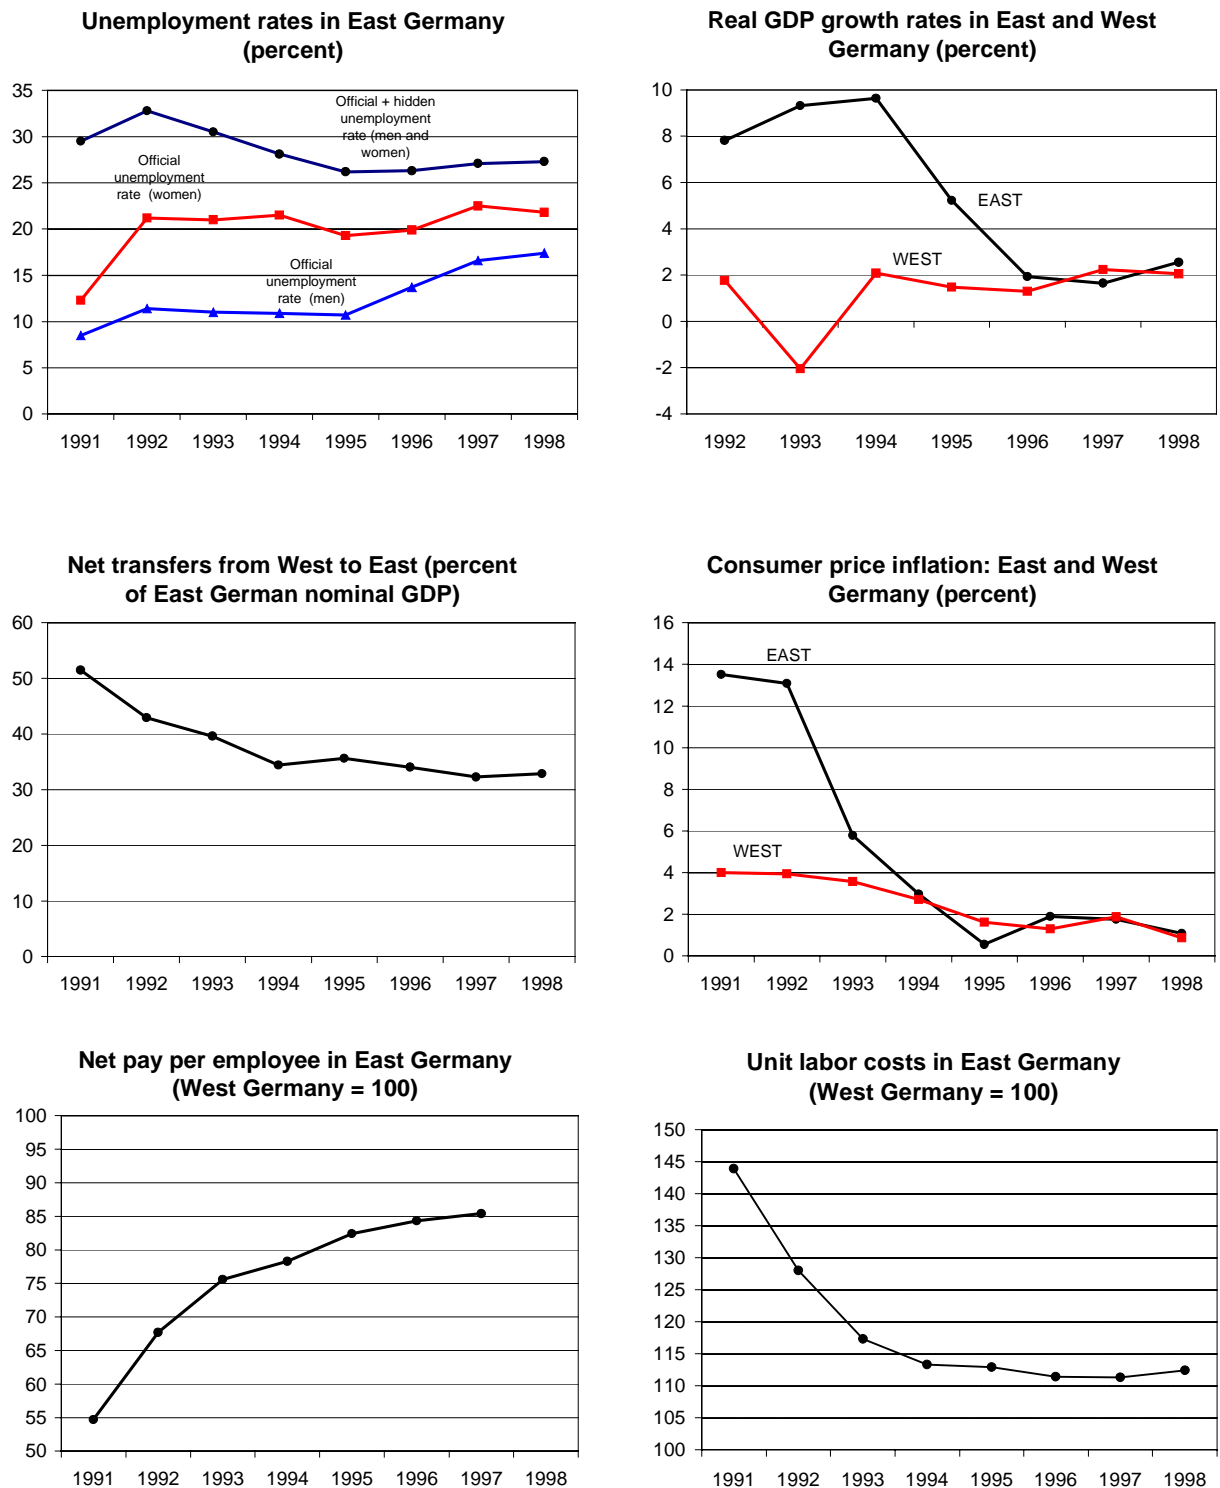 Unemployment rates in East Germany
(percent)
35
30
25
20
15
10
5
0
Official + hidden
unemployment
rate (men and
women)
Official
unemployment
rate (women)
Official
unemployment
rate (men)
1991 1992 1993 1994 1995 1996 1997 1998
Real GDP growth rates in East and West
Germany (percent)
10
8
6
4
2
0
-2
-4
EAST
WEST
1992 1993 1994 1995 1996 1997 1998
Net transfers from West to East (percent
of East German nominal GDP)
60
50
40
30
20
10
0
1991 1992 1993 1994 1995 1996 1997 1998
Consumer price inflation: East and West
Germany (percent)
16
14
12
10
8
6
4
2
0
EAST
WEST
1991 1992 1993 1994 1995 1996 1997 1998
Net pay per employee in East Germany
(West Germany = 100)
100
95
90
85
80
75
70
65
60
55
50
1991 1992 1993 1994 1995 1996 1997 1998
Unit labor costs in East Germany
(West Germany = 100)
150
145
140
135
130
125
120
115
110
105
100
1991 1992 1993 1994 1995 1996 1997 1998